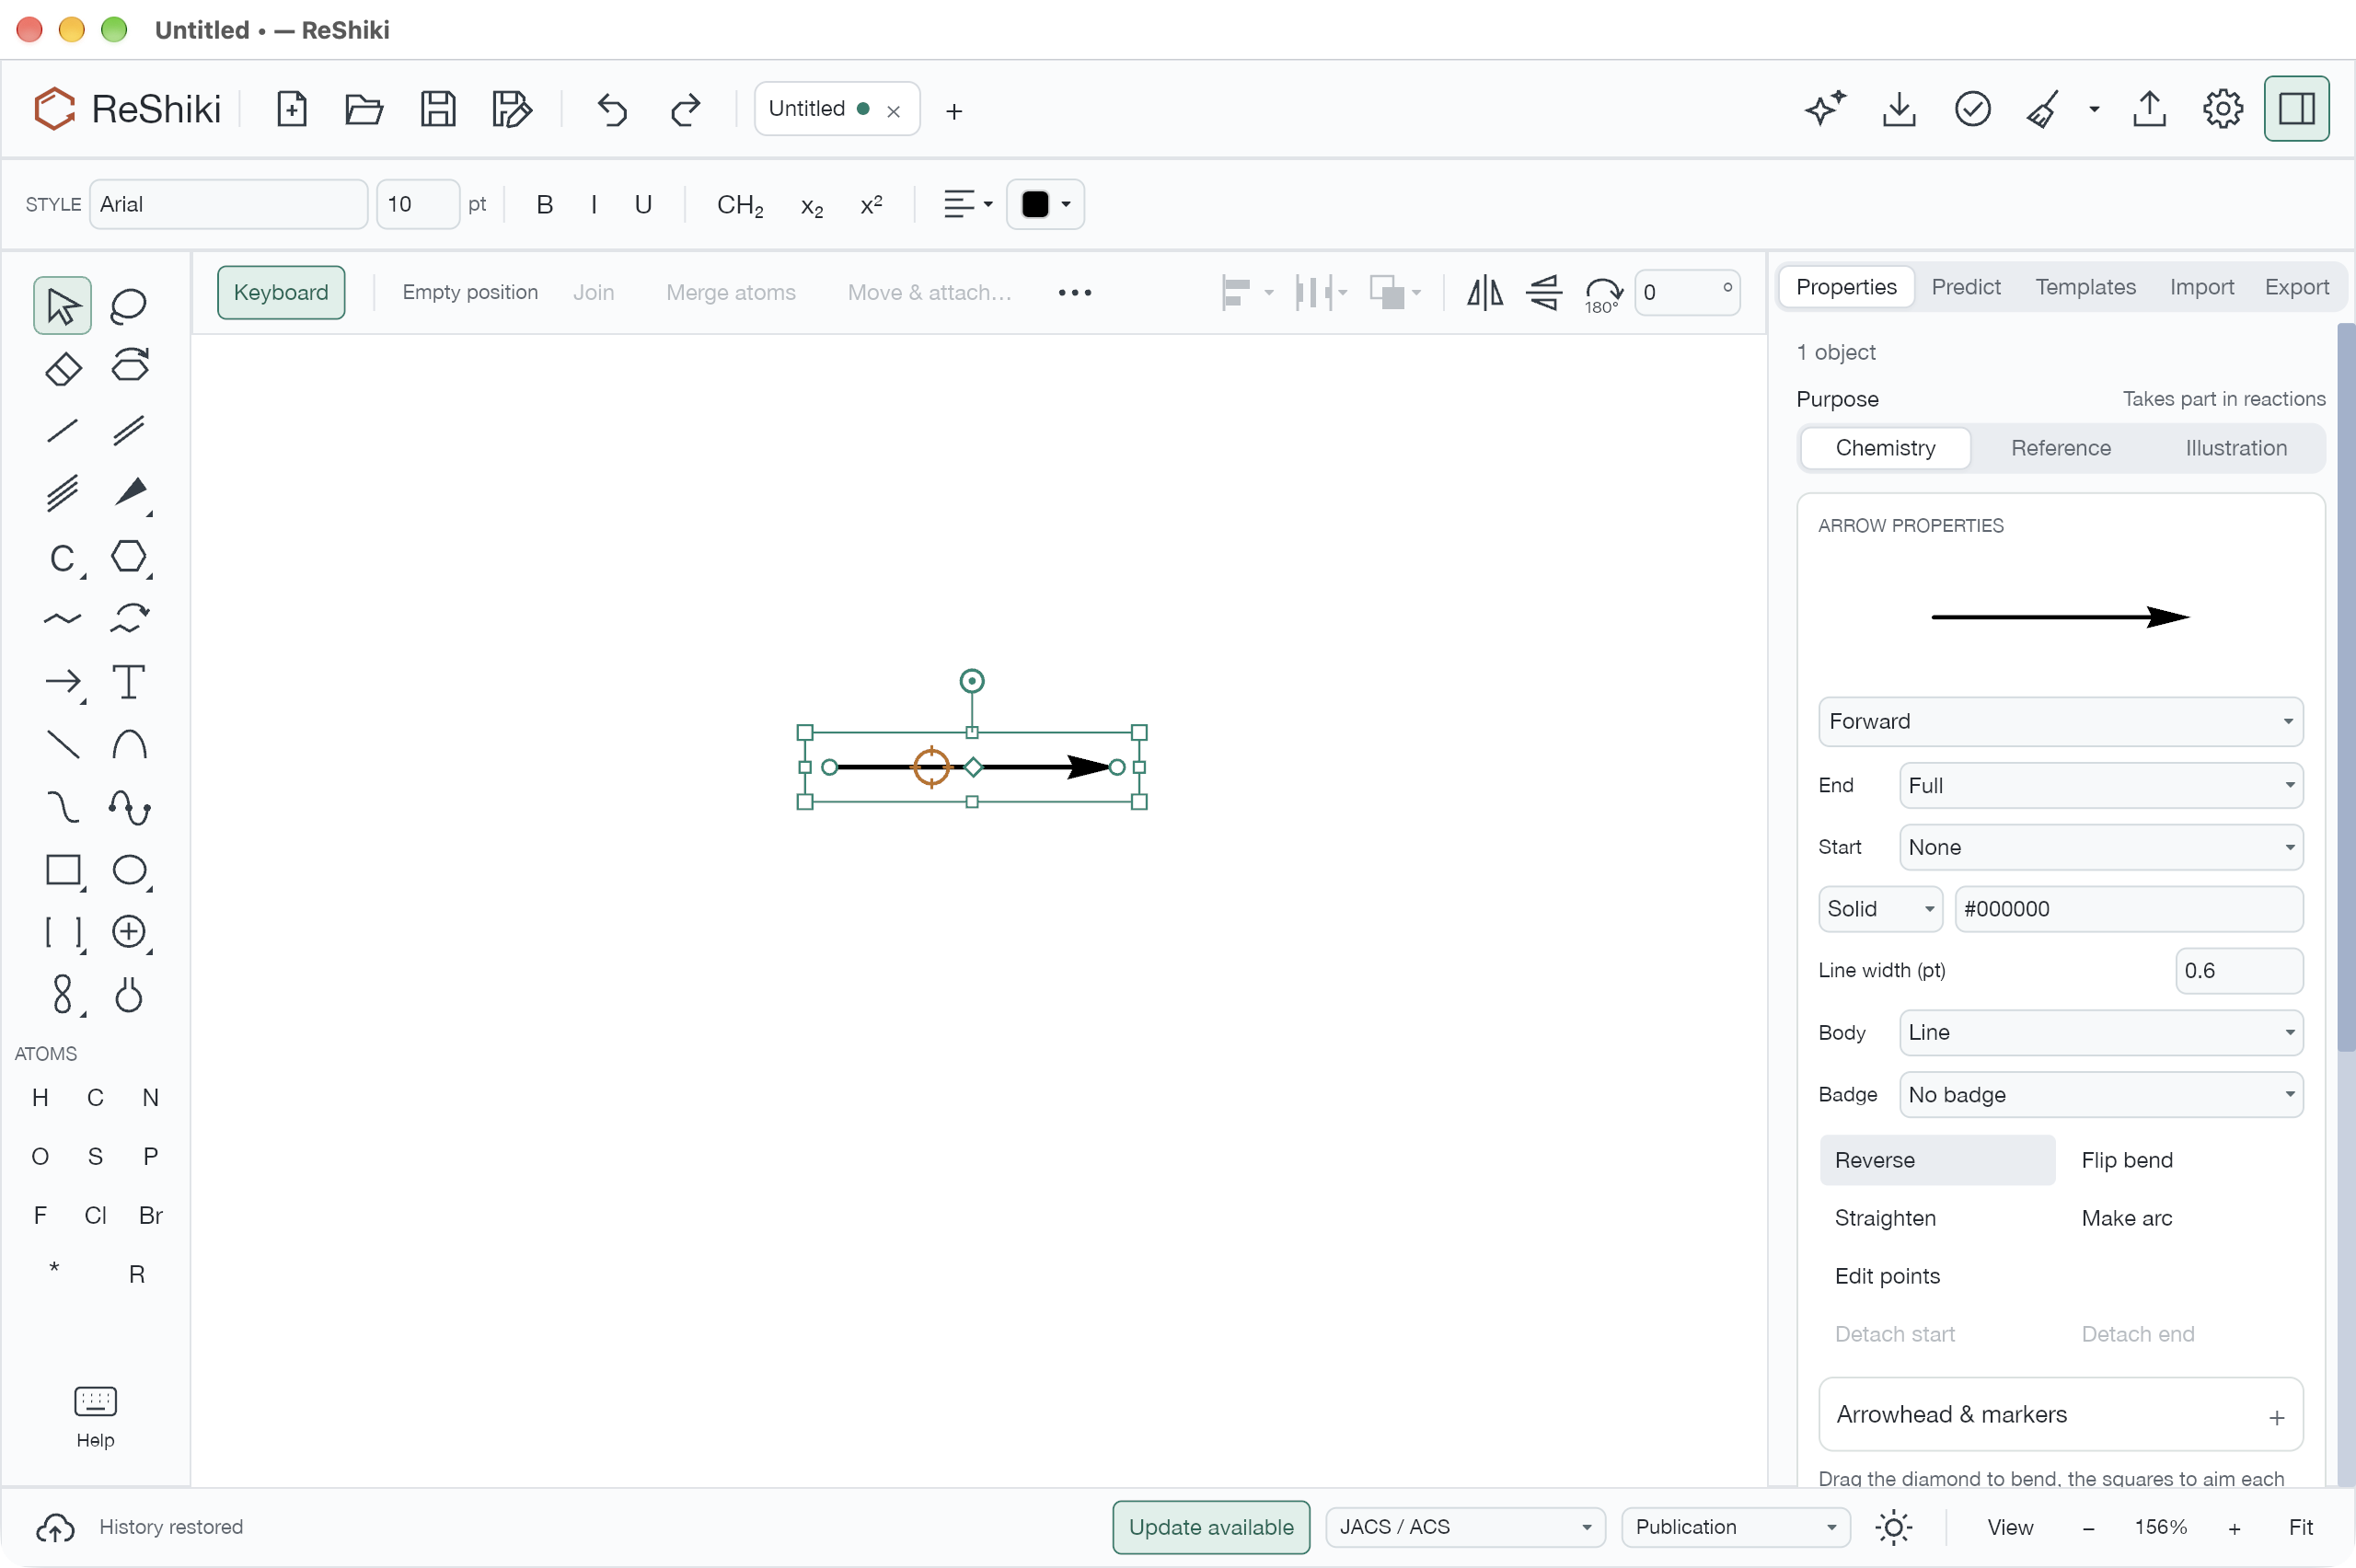 Untitled • — ReShiki
ReShiki
Untitled
STYLE Arial 10 pt B I U CH₂ x₂ x²
Keyboard Empty position Join Merge atoms Move & attach... 180° 0 °
Properties Predict Templates Import Export
1 object
Purpose Takes part in reactions
Chemistry Reference Illustration
ARROW PROPERTIES
Forward
End Full
Start None
Solid #000000
Line width (pt) 0.6
Body Line
Badge No badge
Reverse Flip bend
Straighten Make arc
Edit points
Detach start Detach end
Arrowhead & markers +
Drag the diamond to bend, the squares to aim each
C
T
[ ]
ATOMS
H C N
O S P
F Cl Br
* R
Help
History restored Update available JACS / ACS Publication View – 156% + Fit